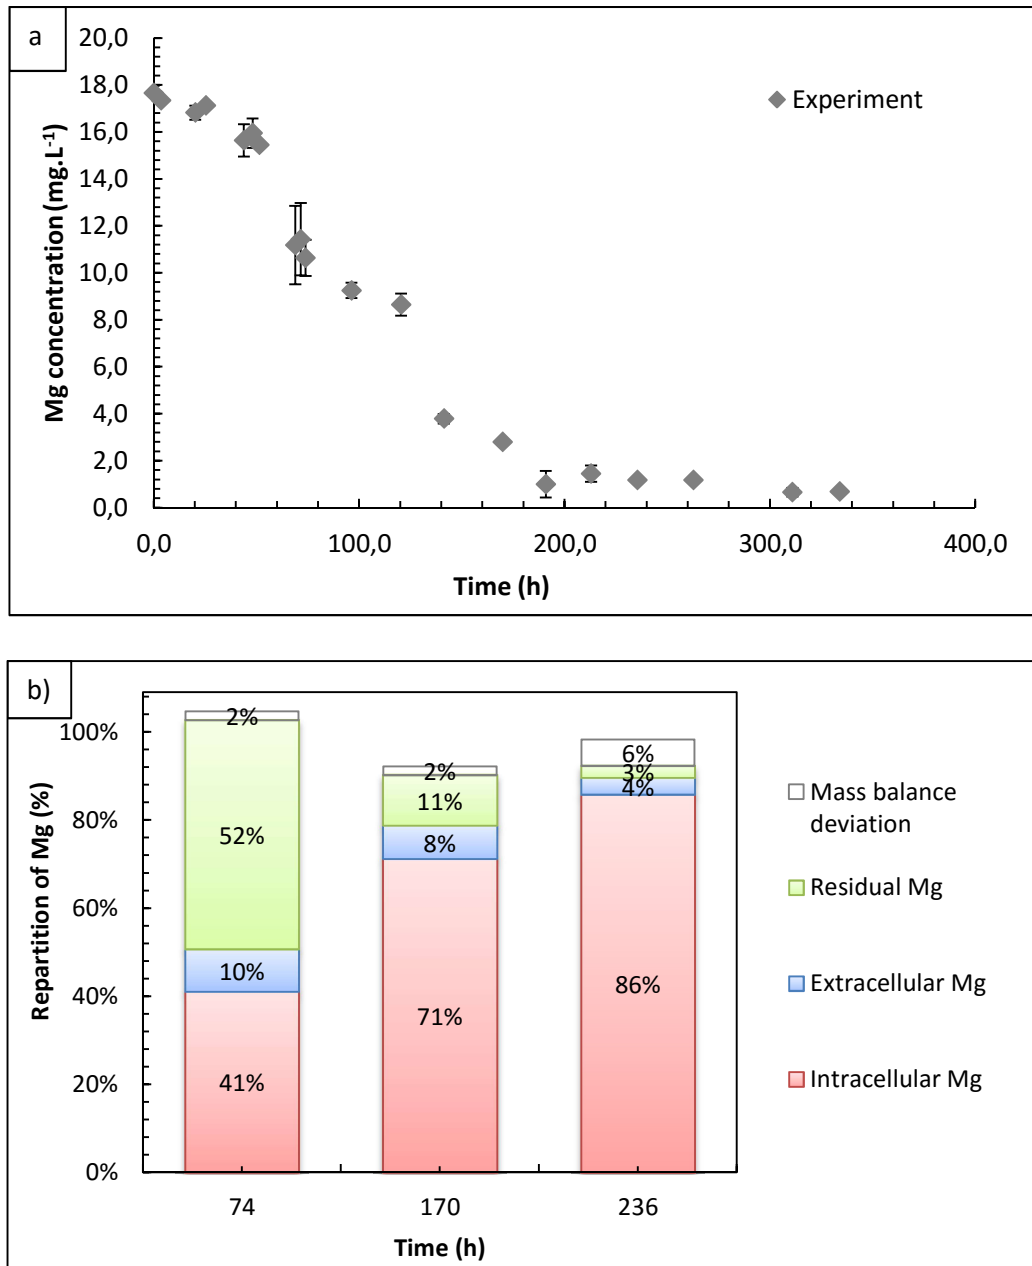 a
20,0
18,0
16,0
14,0
12,0
10,0
8,0
6,0
4,0
2,0
0,0
Mg concentration (mg.L-1)
Experiment
0,0 100,0 200,0 300,0 400,0
Time (h)
b)
100%
80%
60%
40%
20%
0%
Repartition of Mg (%)
2%
52%
10%
41%
2%
11%
8%
71%
6%
3%
4%
86%
74 170 236
Time (h)
Mass balance
deviation
Residual Mg
Extracellular Mg
Intracellular Mg